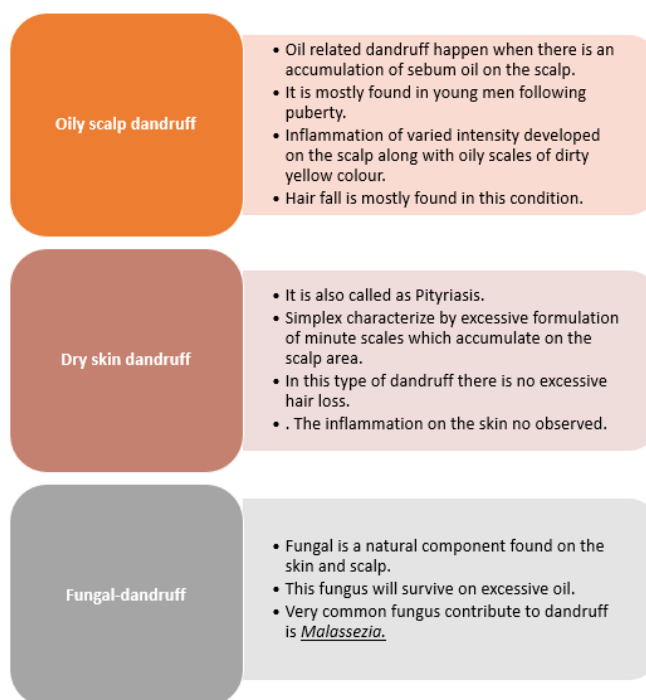 Oily scalp dandruff
• Oil related dandruff happen when there is an
accumulation of sebum oil on the scalp.
• It is mostly found in young men following
puberty.
• Inflammation of varied intensity developed
on the scalp along with oily scales of dirty
yellow colour.
• Hair fall is mostly found in this condition.
Dry skin dandruff
• It is also called as Pityriasis.
• Simplex characterize by excessive formulation
of minute scales which accumulate on the
scalp area.
• In this type of dandruff there is no excessive
hair loss.
• . The inflammation on the skin no observed.
Fungal-dandruff
• Fungal is a natural component found on the
skin and scalp.
• This fungus will survive on excessive oil.
• Very common fungus contribute to dandruff
is Malassezia.